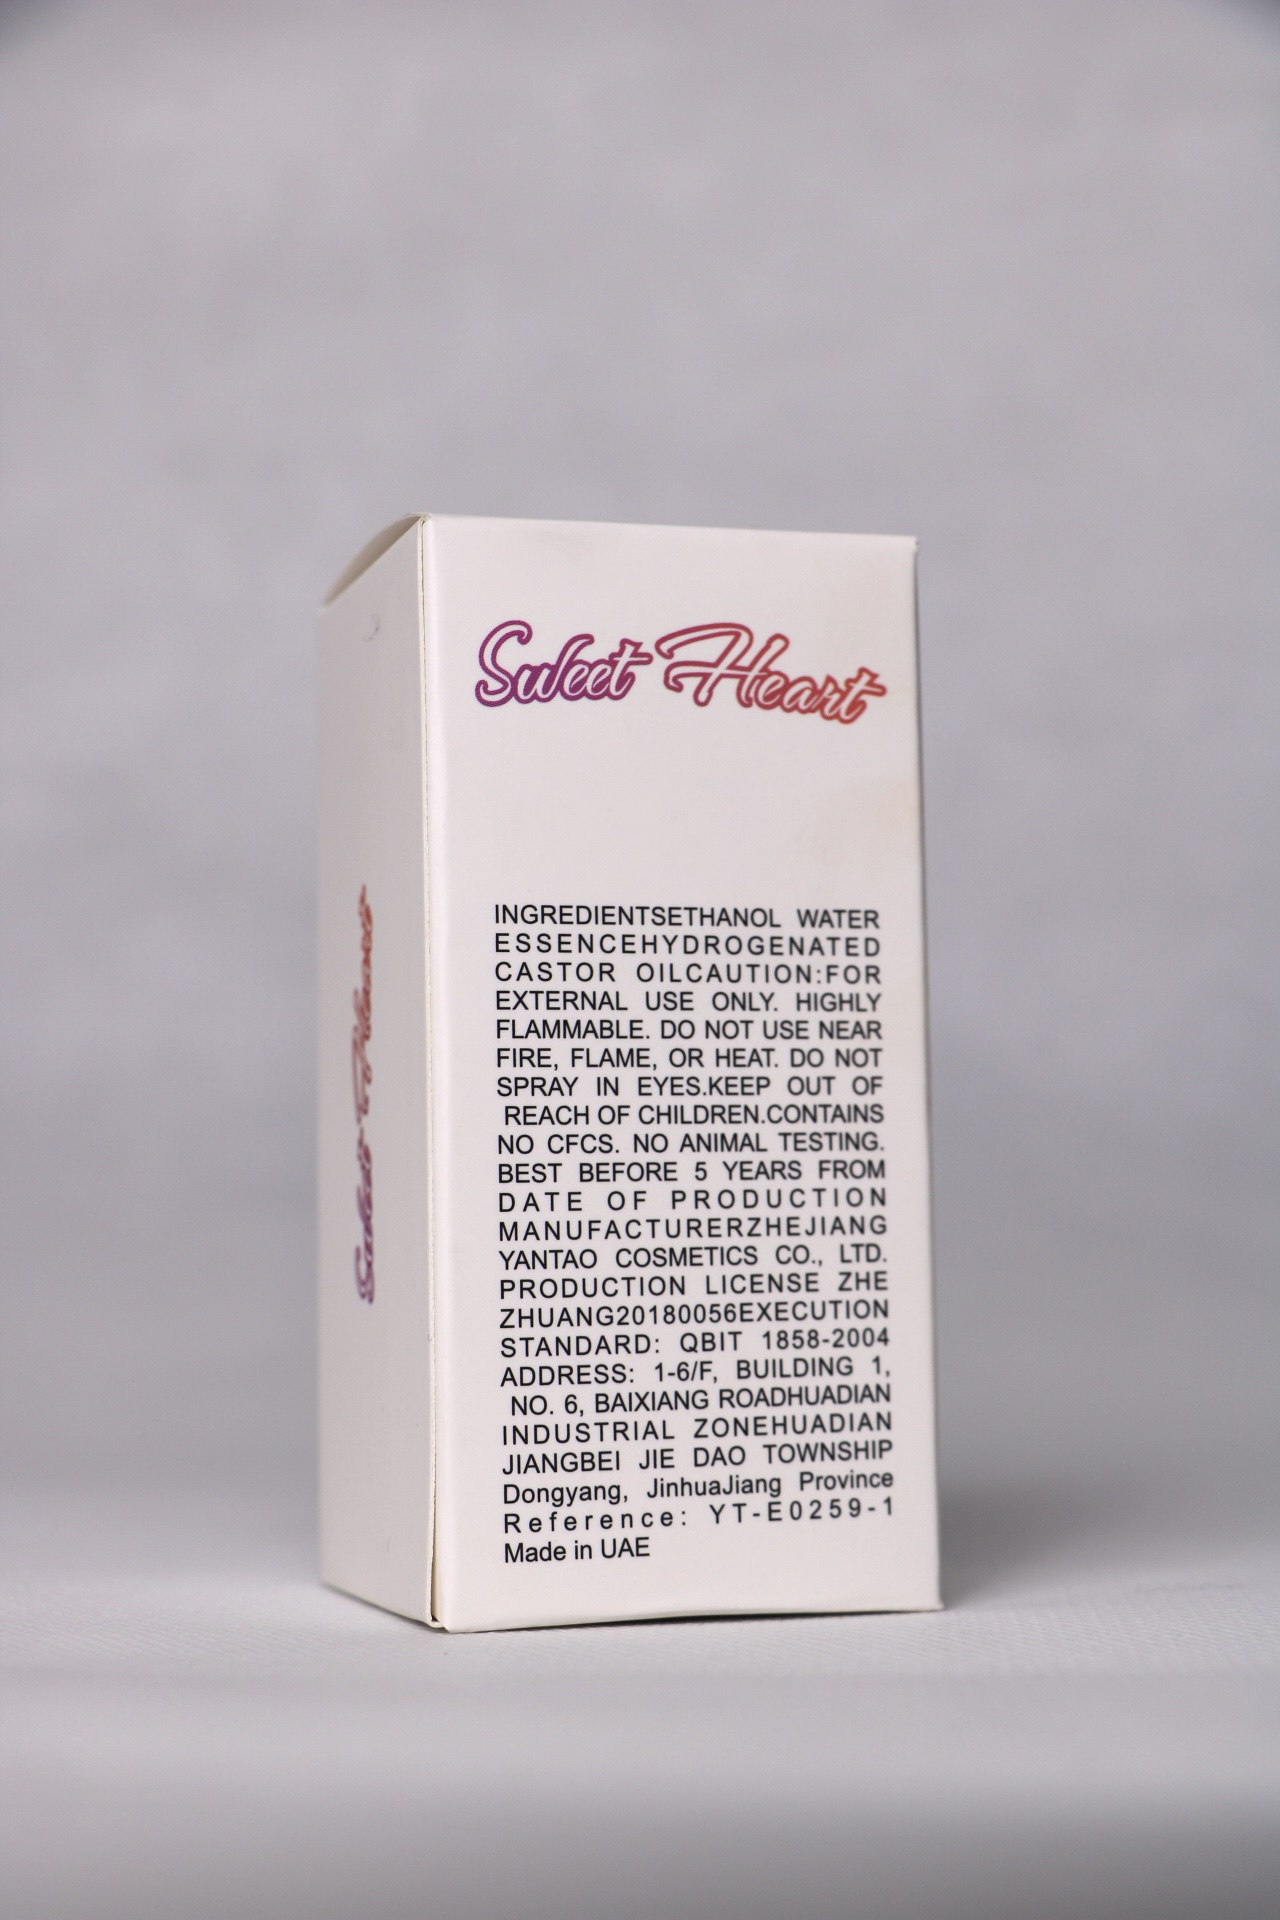 Sweet Heart
INGREDIENTSETHANOL WATER
ESSENCEHYDROGENATED
CASTOR OILCAUTION:FOR
EXTERNAL USE ONLY. HIGHLY
FLAMMABLE. DO NOT USE NEAR
FIRE, FLAME, OR HEAT. DO NOT
SPRAY IN EYES.KEEP OUT OF
REACH OF CHILDREN.CONTAINS
NO CFCS. NO ANIMAL TESTING.
BEST BEFORE 5 YEARS FROM
DATE OF PRODUCTION
MANUFACTURERZHEJIANG
YANTAO COSMETICS CO., LTD.
PRODUCTION LICENSE ZHE
ZHUANG20180056EXECUTION
STANDARD: QBIT 1858-2004
ADDRESS: 1-6/F, BUILDING 1,
NO. 6, BAIXIANG ROADHUADIAN
INDUSTRIAL ZONEHUADIAN
JIANGBEI JIE DAO TOWNSHIP
Dongyang, JinhuaJiang Province
Reference: YT-E0259-1
Made in UAE
Sweet Heart